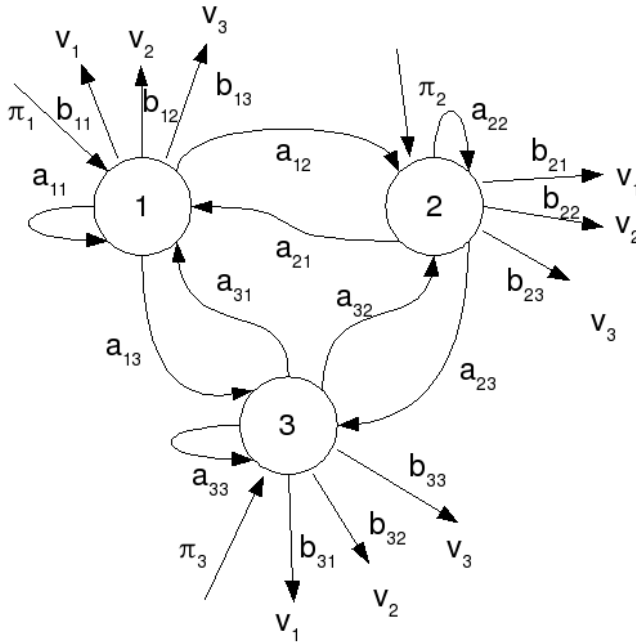 v₁ v₂ v₃
π₁ b₁₁ b₁₂ b₁₃
π₂
a₁₁
1
a₁₂
a₂₂
2
b₂₁ v₁
b₂₂ v₂
b₂₃ v₃
a₂₁
a₃₁
a₃₂
a₁₃
a₂₃
3
a₃₃
π₃
b₃₁ b₃₂ b₃₃
v₁ v₂ v₃